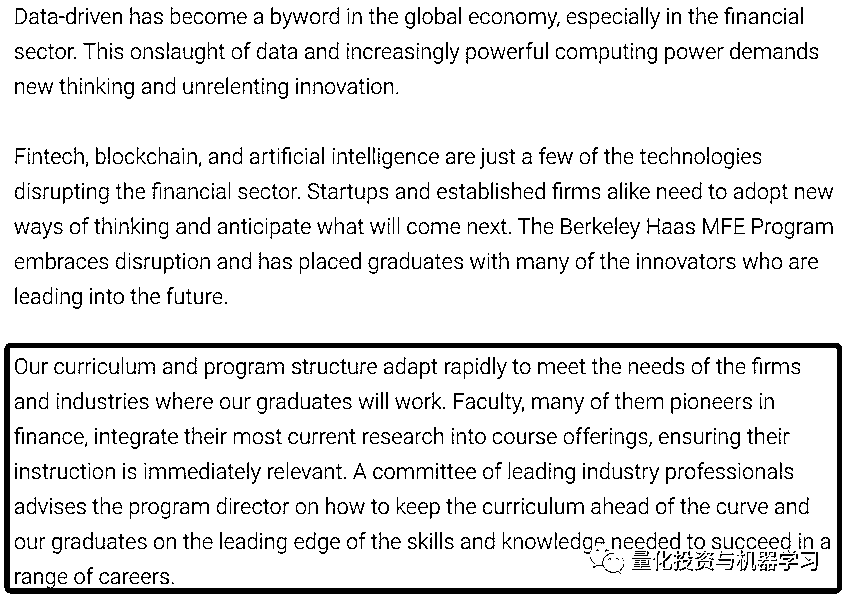 Data-driven has become a byword in the global economy, especially in the financial
sector. This onslaught of data and increasingly powerful computing power demands
new thinking and unrelenting innovation.
Fintech, blockchain, and artificial intelligence are just a few of the technologies
disrupting the financial sector. Startups and established firms alike need to adopt new
ways of thinking and anticipate what will come next. The Berkeley Haas MFE Program
embraces disruption and has placed graduates with many of the innovators who are
leading into the future.
Our curriculum and program structure adapt rapidly to meet the needs of the firms
and industries where our graduates will work. Faculty, many of them pioneers in
finance, integrate their most current research into course offerings, ensuring their
instruction is immediately relevant. A committee of leading industry professionals
advises the program director on how to keep the curriculum ahead of the curve and
our graduates on the leading edge of the skills and knowledge needed to succeed in a
range of careers.
量化投资与机器学习